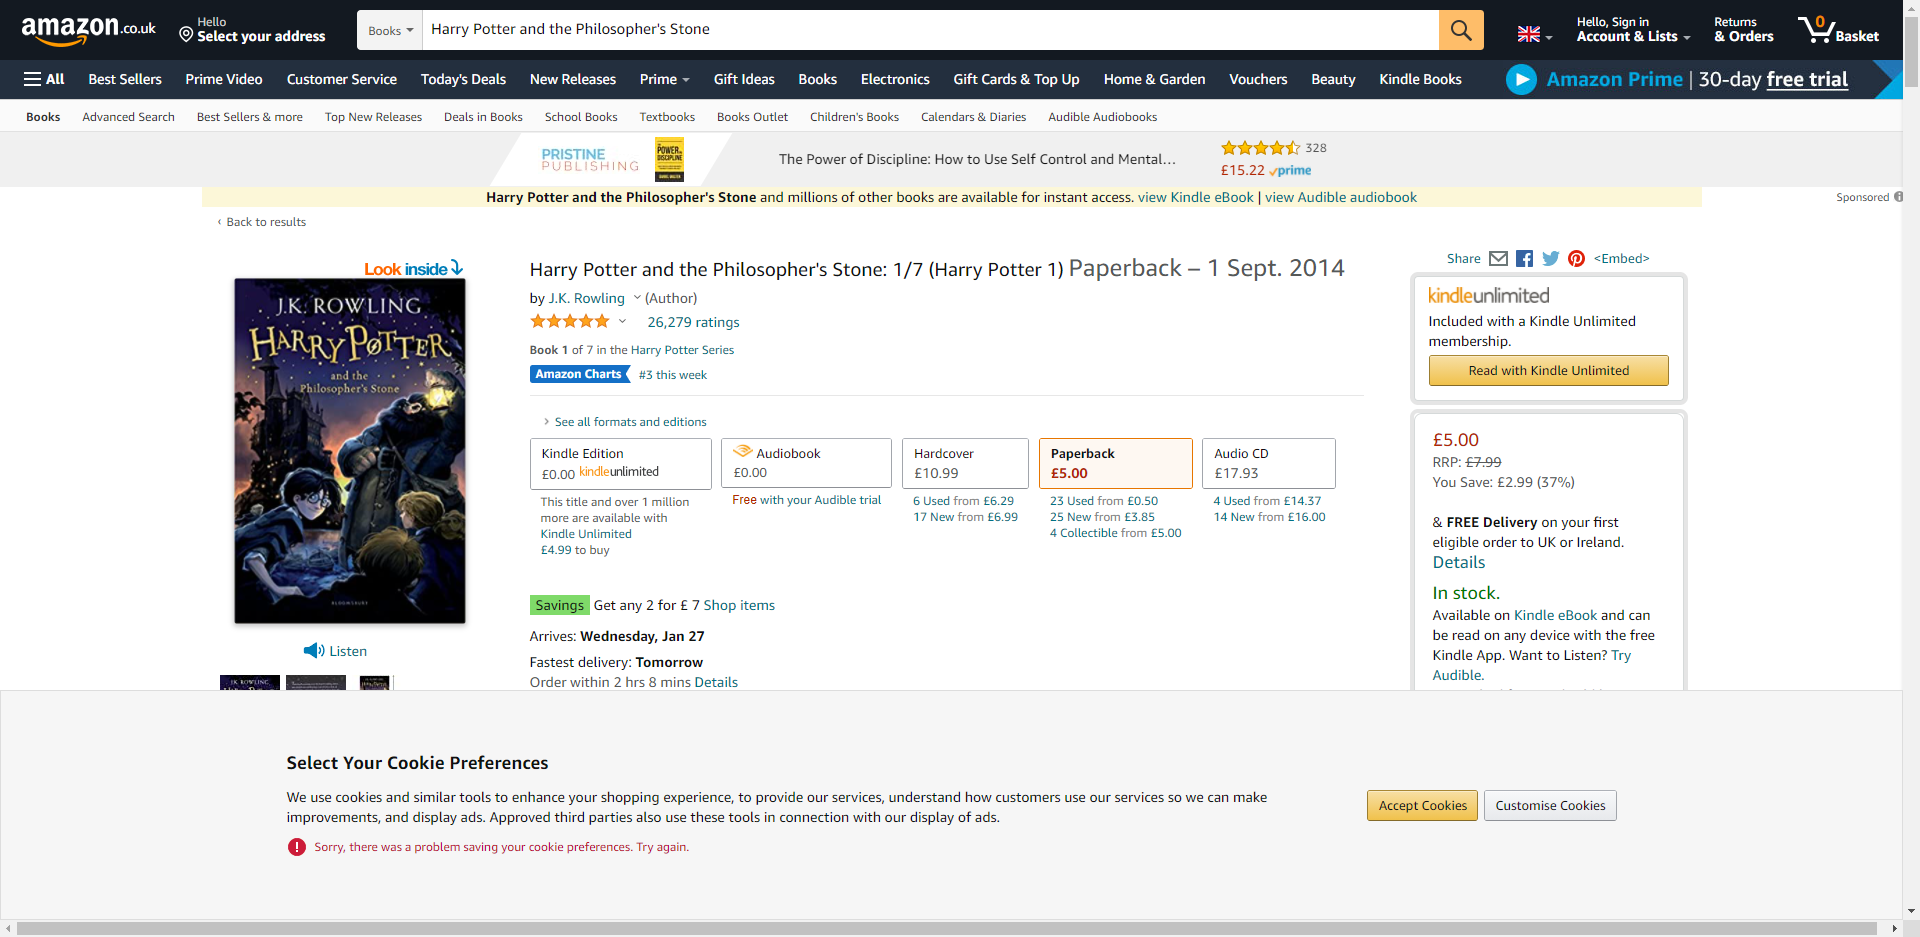 amazon.co.uk
Hello
Select your address
Books
Harry Potter and the Philosopher's Stone
Hello, Sign in
Account & Lists
Returns
& Orders
0
Basket
All
Best Sellers
Prime Video
Customer Service
Today's Deals
New Releases
Prime
Gift Ideas
Books
Electronics
Gift Cards & Top Up
Home & Garden
Vouchers
Beauty
Kindle Books
Amazon Prime | 30-day free trial
Books
Advanced Search
Best Sellers & more
Top New Releases
Deals in Books
School Books
Textbooks
Books Outlet
Children's Books
Calendars & Diaries
Audible Audiobooks
PRISTINE
PUBLISHING
POWER
DISCIPLINE
The Power of Discipline: How to Use Self Control and Mental…
328
£15.22 prime
Harry Potter and the Philosopher's Stone and millions of other books are available for instant access. view Kindle eBook | view Audible audiobook
Sponsored
‹ Back to results
Look inside
J.K. ROWLING
HARRY POTTER
and the
Philosopher's Stone
BLOOMSBURY
Listen
J.K. ROWLING
Harry Potter and the Philosopher's Stone: 1/7 (Harry Potter 1) Paperback – 1 Sept. 2014
by J.K. Rowling (Author)
26,279 ratings
Book 1 of 7 in the Harry Potter Series
Amazon Charts #3 this week
› See all formats and editions
Kindle Edition
£0.00 kindleunlimited
This title and over 1 million
more are available with
Kindle Unlimited
£4.99 to buy
Audiobook
£0.00
Free with your Audible trial
Hardcover
£10.99
6 Used from £6.29
17 New from £6.99
Paperback
£5.00
23 Used from £0.50
25 New from £3.85
4 Collectible from £5.00
Audio CD
£17.93
4 Used from £14.37
14 New from £16.00
Savings Get any 2 for £ 7 Shop items
Arrives: Wednesday, Jan 27
Fastest delivery: Tomorrow
Order within 2 hrs 8 mins Details
Share <Embed>
kindleunlimited
Included with a Kindle Unlimited
membership.
Read with Kindle Unlimited
£5.00
RRP: £7.99
You Save: £2.99 (37%)
& FREE Delivery on your first
eligible order to UK or Ireland.
Details
In stock.
Available on Kindle eBook and can
be read on any device with the free
Kindle App. Want to Listen? Try
Audible.
Select Your Cookie Preferences
We use cookies and similar tools to enhance your shopping experience, to provide our services, understand how customers use our services so we can make
improvements, and display ads. Approved third parties also use these tools in connection with our display of ads.
Sorry, there was a problem saving your cookie preferences. Try again.
Accept Cookies
Customise Cookies